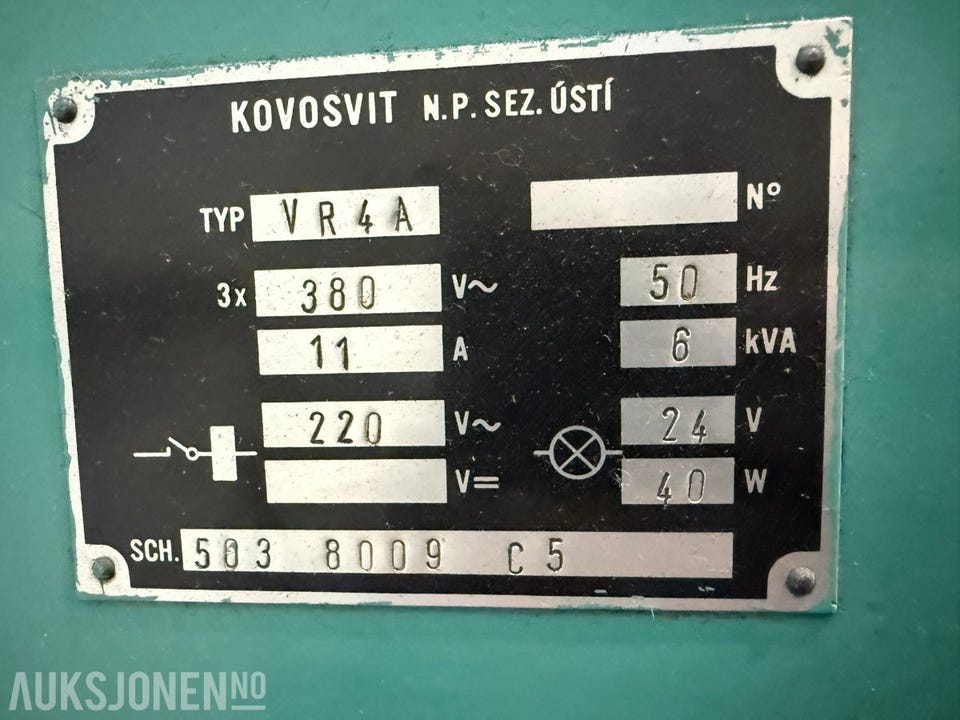 KOVOSVIT N.P. SEZ. ÚSTÍ
TYP VR4A Nº
3x 380 V~ 50 Hz
11 A 6 kVA
220 V~ 24 V
V= 40 W
SCH. 503 8009 C5
AUKSJONEN.NO